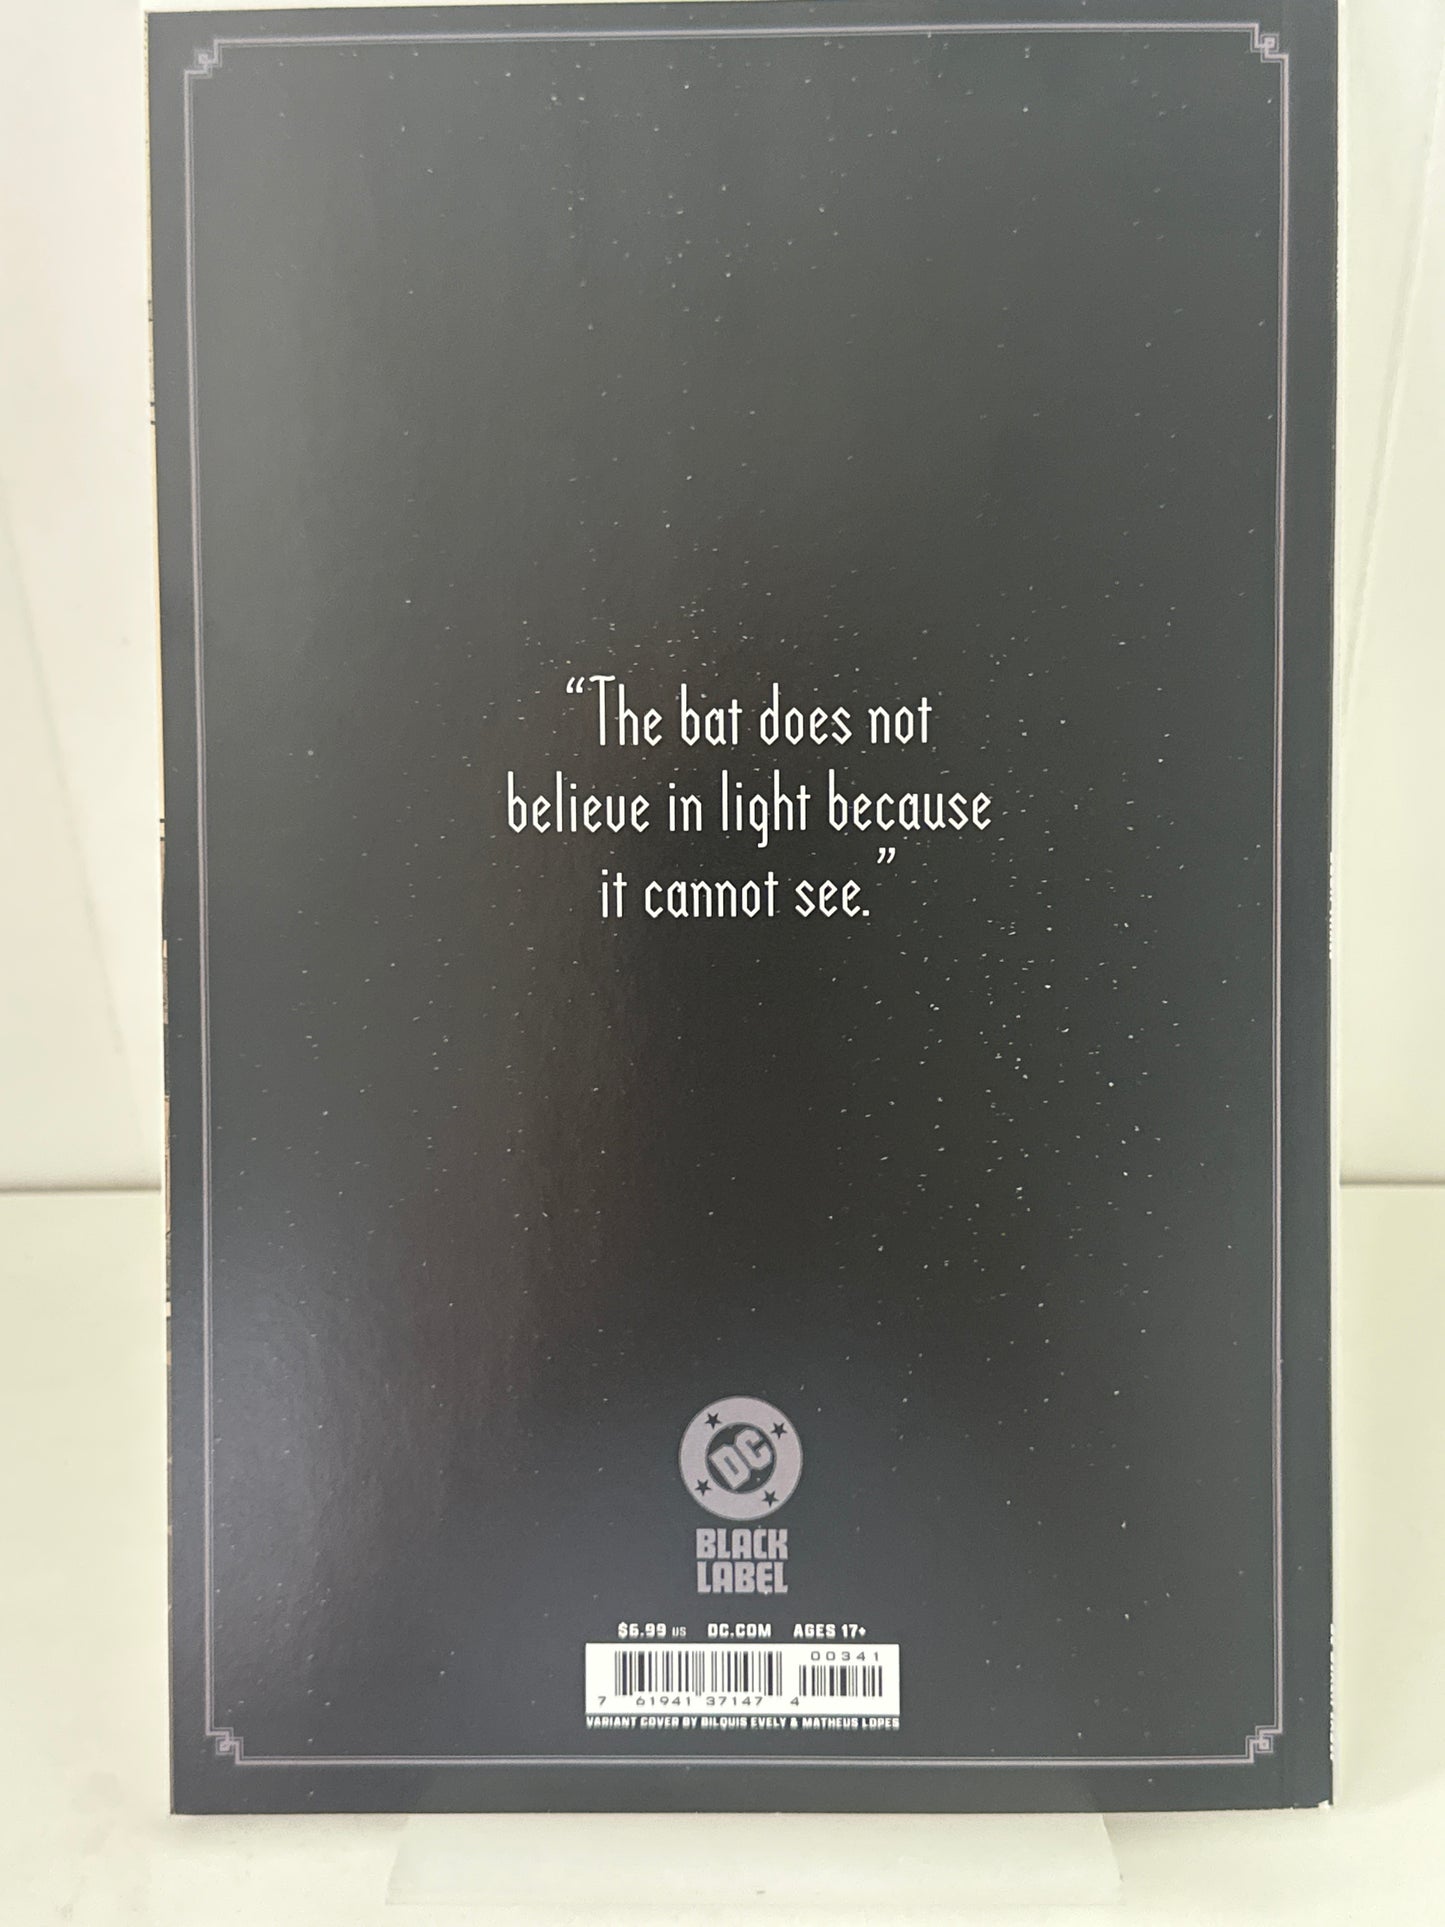 “The bat does not
believe in light because
it cannot see.”
DC
BLACK
LABEL
$6.99 US DC.COM AGES 17+
00341
7 61941 37147 4
VARIANT COVER BY BILQUIS EVELY & MATHEUS LOPES